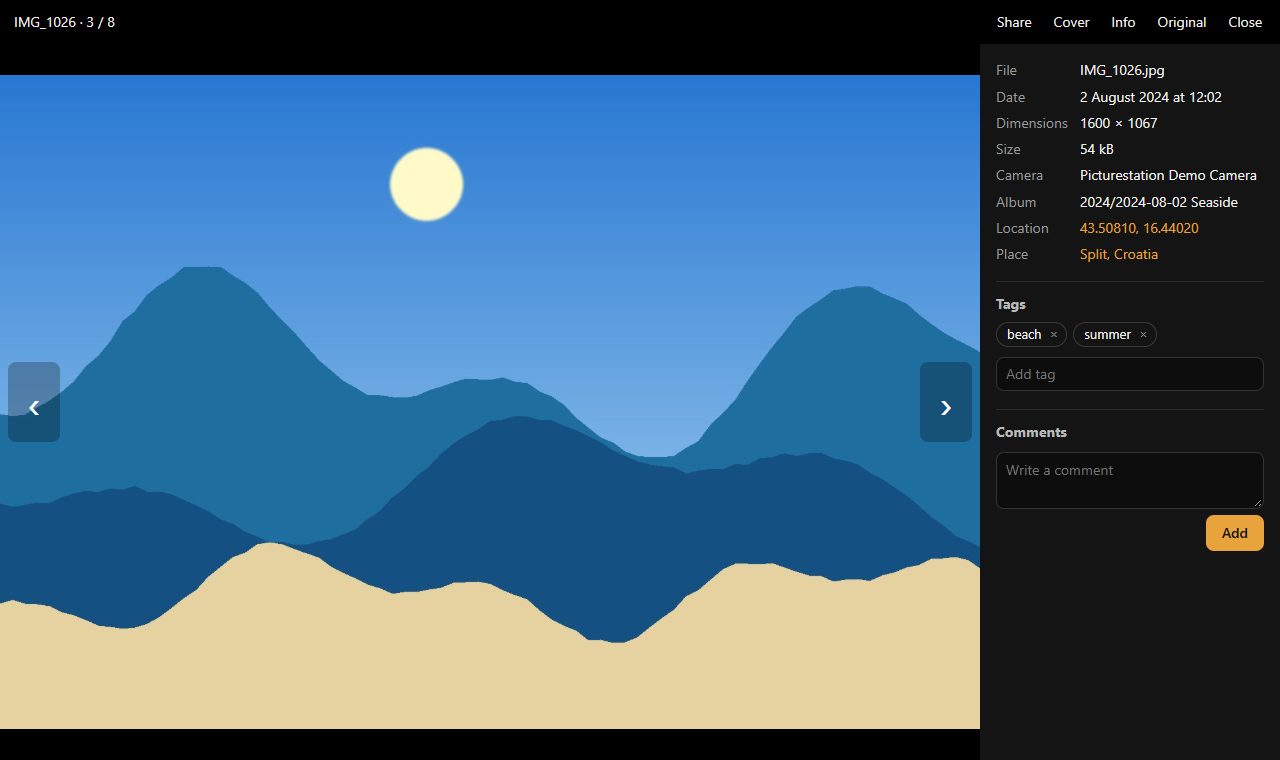 IMG_1026 · 3 / 8
Share Cover Info Original Close
File IMG_1026.jpg
Date 2 August 2024 at 12:02
Dimensions 1600 × 1067
Size 54 kB
Camera Picturestation Demo Camera
Album 2024/2024-08-02 Seaside
Location 43.50810, 16.44020
Place Split, Croatia
Tags
beach × summer ×
Add tag
Comments
Write a comment
Add